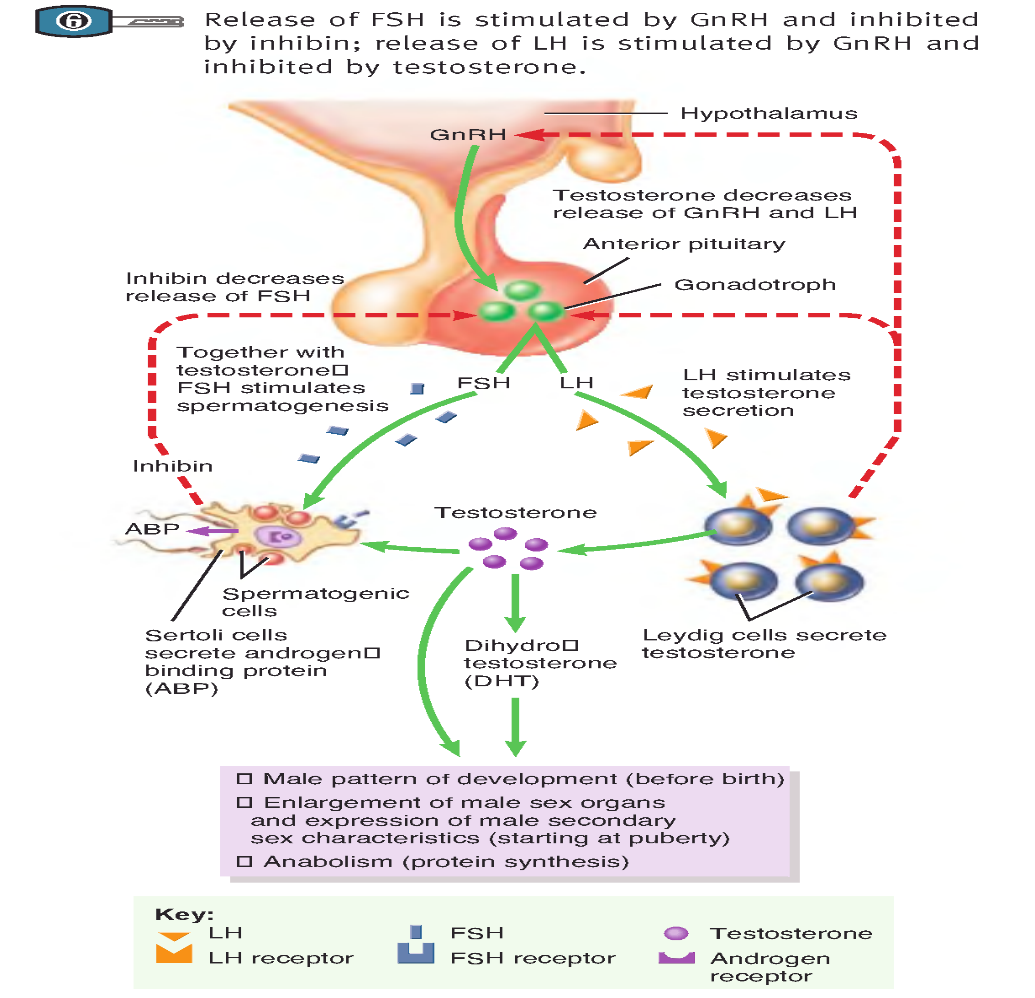 6
Release of FSH is stimulated by GnRH and inhibited
by inhibin; release of LH is stimulated by GnRH and
inhibited by testosterone.
Hypothalamus
GnRH
Testosterone decreases
release of GnRH and LH
Anterior pituitary
Inhibin decreases
release of FSH
Gonadotroph
Together with
testosterone□
FSH stimulates
spermatogenesis
FSH
LH
LH stimulates
testosterone
secretion
Inhibin
ABP
Testosterone
Spermatogenic
cells
Sertoli cells
secrete androgen□
binding protein
(ABP)
Dihydro□
testosterone
(DHT)
Leydig cells secrete
testosterone
□ Male pattern of development (before birth)
□ Enlargement of male sex organs
and expression of male secondary
sex characteristics (starting at puberty)
□ Anabolism (protein synthesis)
Key:
LH
LH receptor
FSH
FSH receptor
Testosterone
Androgen
receptor